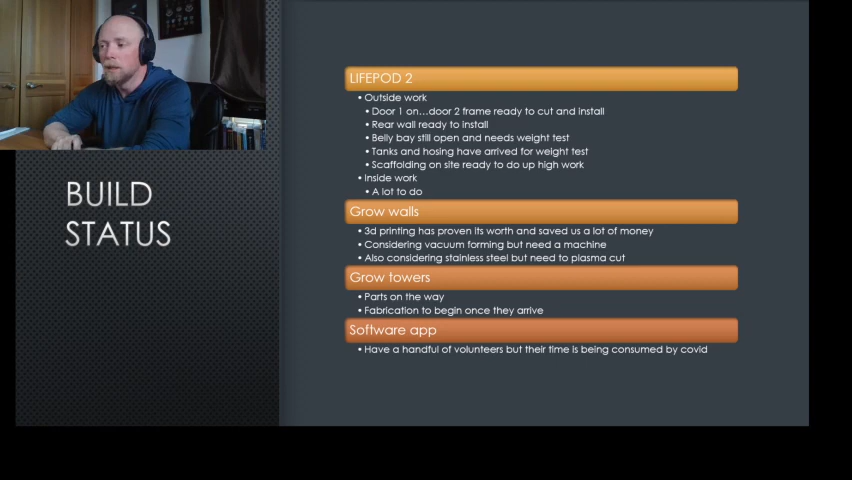 BUILD
STATUS
LIFEPOD 2
• Outside work
• Door 1 on...door 2 frame ready to cut and install
• Rear wall ready to install
• Belly bay still open and needs weight test
• Tanks and hosing have arrived for weight test
• Scaffolding on site ready to do up high work
• Inside work
• A lot to do
Grow walls
• 3d printing has proven its worth and saved us a lot of money
• Considering vacuum forming but need a machine
• Also considering stainless steel but need to plasma cut
Grow towers
• Parts on the way
• Fabrication to begin once they arrive
Software app
• Have a handful of volunteers but their time is being consumed by covid